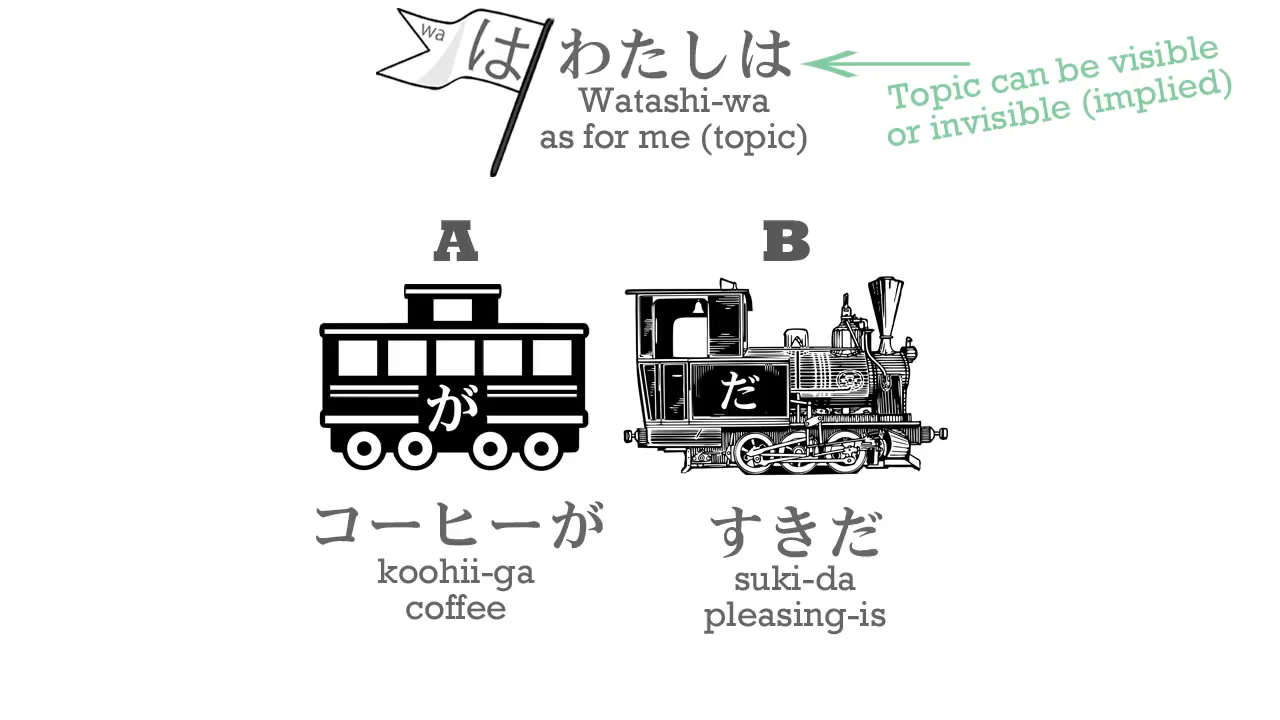 wa
は
わたしは
Watashi-wa
as for me (topic)
Topic can be visible
or invisible (implied)
A
B
が
だ
コーヒーが
koohii-ga
coffee
すきだ
suki-da
pleasing-is